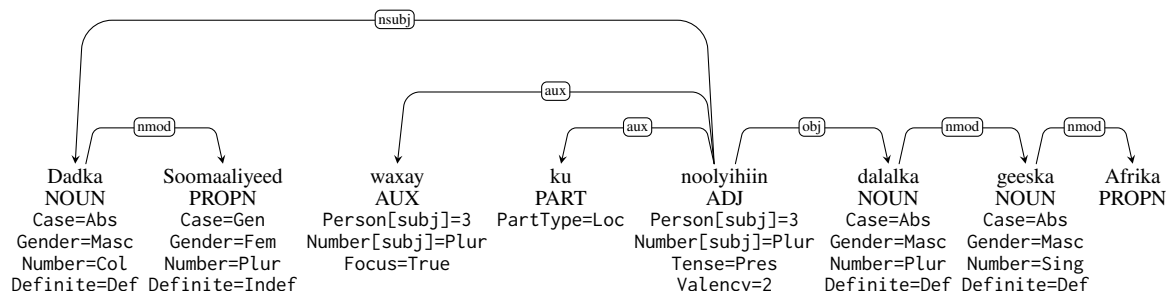 nsubj
aux
nmod aux obj nmod nmod
Dadka Soomaaliyeed waxay ku noolyihiin dalalka geeska Afrika
NOUN PROPN AUX PART ADJ NOUN NOUN PROPN
Case=Abs Case=Gen Person[subj]=3 PartType=Loc Person[subj]=3 Case=Abs Case=Abs
Gender=Masc Gender=Fem Number[subj]=Plur Number[subj]=Plur Gender=Masc Gender=Masc
Number=Col Number=Plur Focus=True Tense=Pres Number=Plur Number=Sing
Definite=Def Definite=Indef Valency=2 Definite=Def Definite=Def